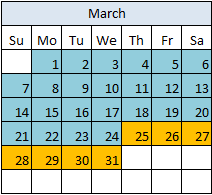 March
Su Mo Tu We Th Fr Sa
1 2 3 4 5 6
7 8 9 10 11 12 13
14 15 16 17 18 19 20
21 22 23 24 25 26 27
28 29 30 31